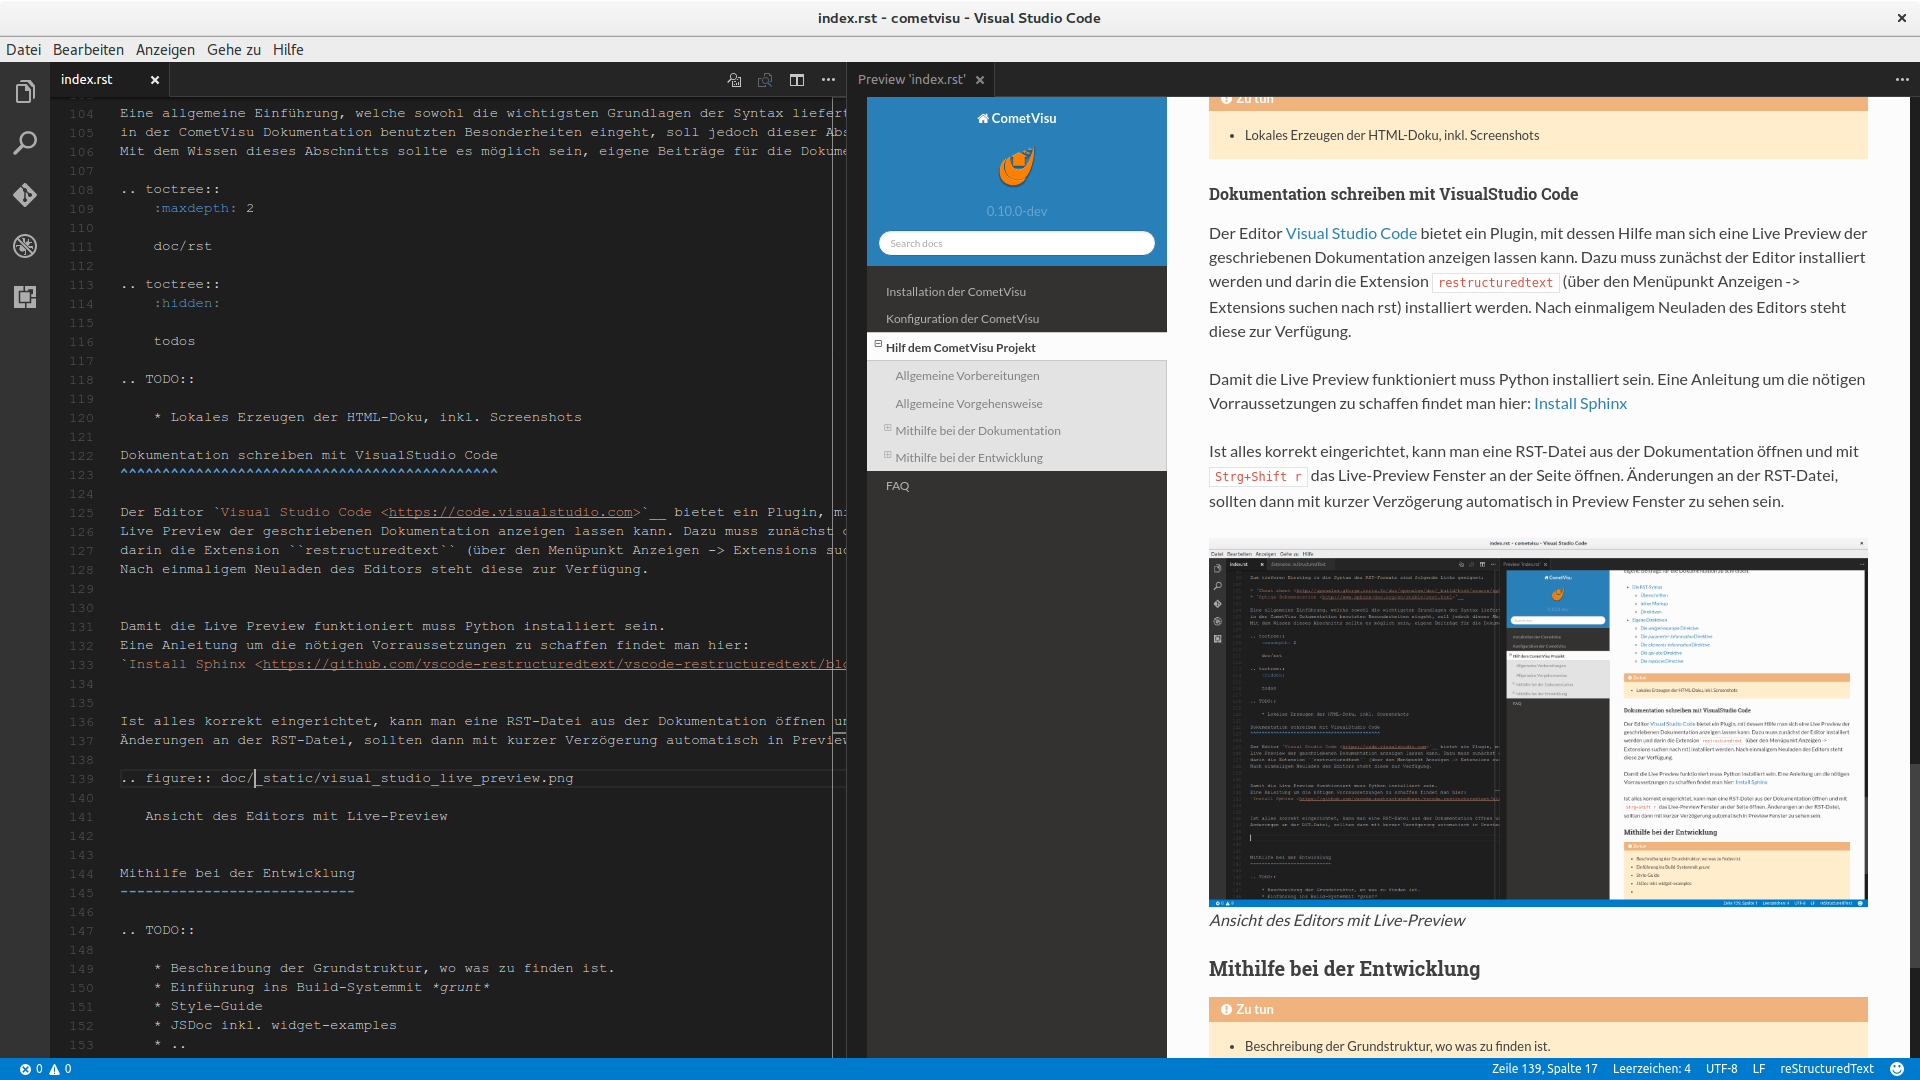 index.rst - cometvisu - Visual Studio Code
Datei Bearbeiten Anzeigen Gehe zu Hilfe
index.rst
104 Eine allgemeine Einführung, welche sowohl die wichtigsten Grundlagen der Syntax liefert
105 in der CometVisu Dokumentation benutzten Besonderheiten eingeht, soll jedoch dieser Abs
106 Mit dem Wissen dieses Abschnitts sollte es möglich sein, eigene Beiträge für die Dokume
107
108 .. toctree::
109 :maxdepth: 2
110
111 doc/rst
112
113 .. toctree::
114 :hidden:
115
116 todos
117
118 .. TODO::
119
120 * Lokales Erzeugen der HTML-Doku, inkl. Screenshots
121
122 Dokumentation schreiben mit VisualStudio Code
123 ^^^^^^^^^^^^^^^^^^^^^^^^^^^^^^^^^^^^^^^^^^^^^
124
125 Der Editor `Visual Studio Code <https://code.visualstudio.com>`__ bietet ein Plugin, mi
126 Live Preview der geschriebenen Dokumentation anzeigen lassen kann. Dazu muss zunächst d
127 darin die Extension ``restructuredtext`` (über den Menüpunkt Anzeigen -> Extensions suc
128 Nach einmaligem Neuladen des Editors steht diese zur Verfügung.
129
130
131 Damit die Live Preview funktioniert muss Python installiert sein.
132 Eine Anleitung um die nötigen Vorraussetzungen zu schaffen findet man hier:
133 `Install Sphinx <https://github.com/vscode-restructuredtext/vscode-restructuredtext/blo
134
135
136 Ist alles korrekt eingerichtet, kann man eine RST-Datei aus der Dokumentation öffnen un
137 Änderungen an der RST-Datei, sollten dann mit kurzer Verzögerung automatisch in Preview
138
139 .. figure:: doc/_static/visual_studio_live_preview.png
140
141 Ansicht des Editors mit Live-Preview
142
143
144 Mithilfe bei der Entwicklung
145 ----------------------------
146
147 .. TODO::
148
149 * Beschreibung der Grundstruktur, wo was zu finden ist.
150 * Einführung ins Build-Systemmit *grunt*
151 * Style-Guide
152 * JSDoc inkl. widget-examples
153 * ..
Preview 'index.rst'
CometVisu
0.10.0-dev
Search docs
Installation der CometVisu
Konfiguration der CometVisu
Hilf dem CometVisu Projekt
Allgemeine Vorbereitungen
Allgemeine Vorgehensweise
Mithilfe bei der Dokumentation
Mithilfe bei der Entwicklung
FAQ
Zu tun
• Lokales Erzeugen der HTML-Doku, inkl. Screenshots
Dokumentation schreiben mit VisualStudio Code
Der Editor Visual Studio Code bietet ein Plugin, mit dessen Hilfe man sich eine Live Preview der
geschriebenen Dokumentation anzeigen lassen kann. Dazu muss zunächst der Editor installiert
werden und darin die Extension restructuredtext (über den Menüpunkt Anzeigen ->
Extensions suchen nach rst) installiert werden. Nach einmaligem Neuladen des Editors steht
diese zur Verfügung.
Damit die Live Preview funktioniert muss Python installiert sein. Eine Anleitung um die nötigen
Vorraussetzungen zu schaffen findet man hier: Install Sphinx
Ist alles korrekt eingerichtet, kann man eine RST-Datei aus der Dokumentation öffnen und mit
Strg+Shift r das Live-Preview Fenster an der Seite öffnen. Änderungen an der RST-Datei,
sollten dann mit kurzer Verzögerung automatisch in Preview Fenster zu sehen sein.
Ansicht des Editors mit Live-Preview
Mithilfe bei der Entwicklung
Zu tun
• Beschreibung der Grundstruktur, wo was zu finden ist.
0 0
Zeile 139, Spalte 17 Leerzeichen: 4 UTF-8 LF reStructuredText